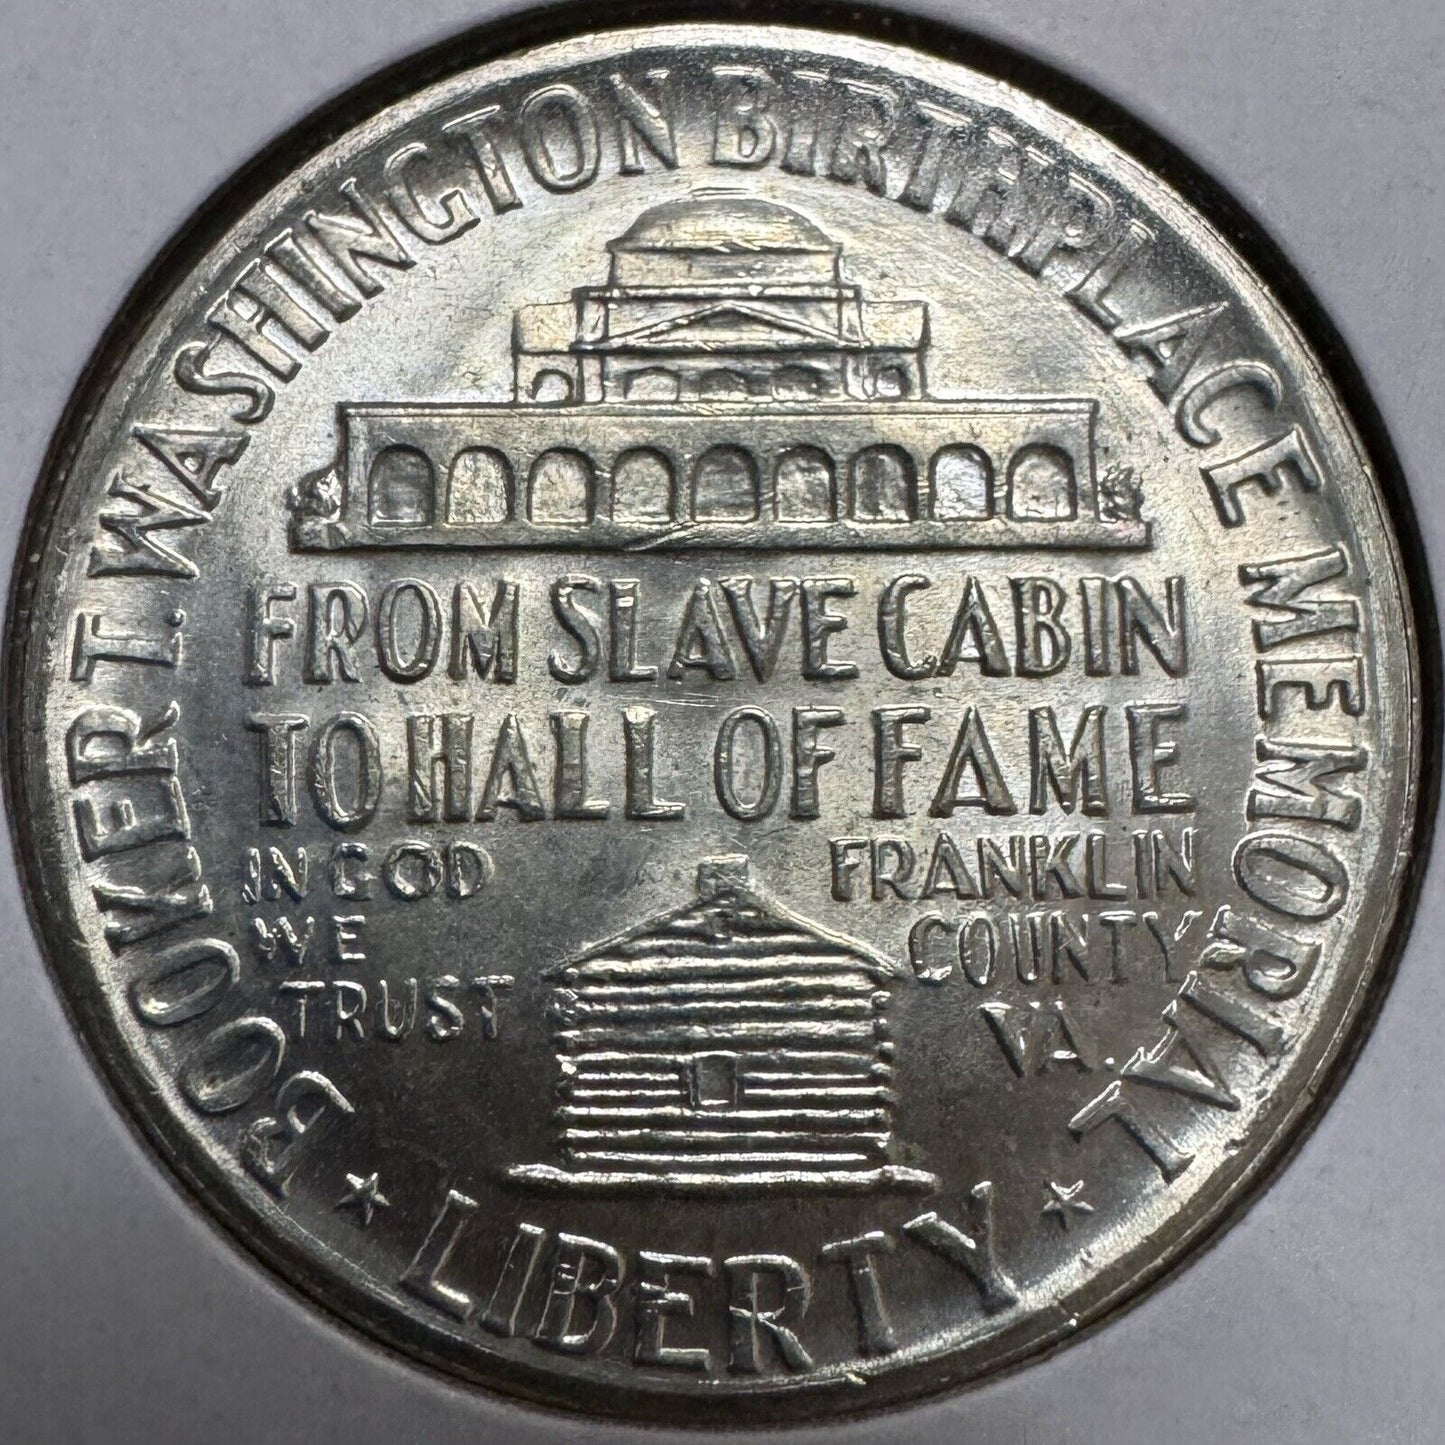 BOOKER T. WASHINGTON BIRTHPLACE MEMORIAL
FROM SLAVE CABIN
TO HALL OF FAME
IN GOD
WE
TRUST
FRANKLIN
COUNTY
VA.
LIBERTY